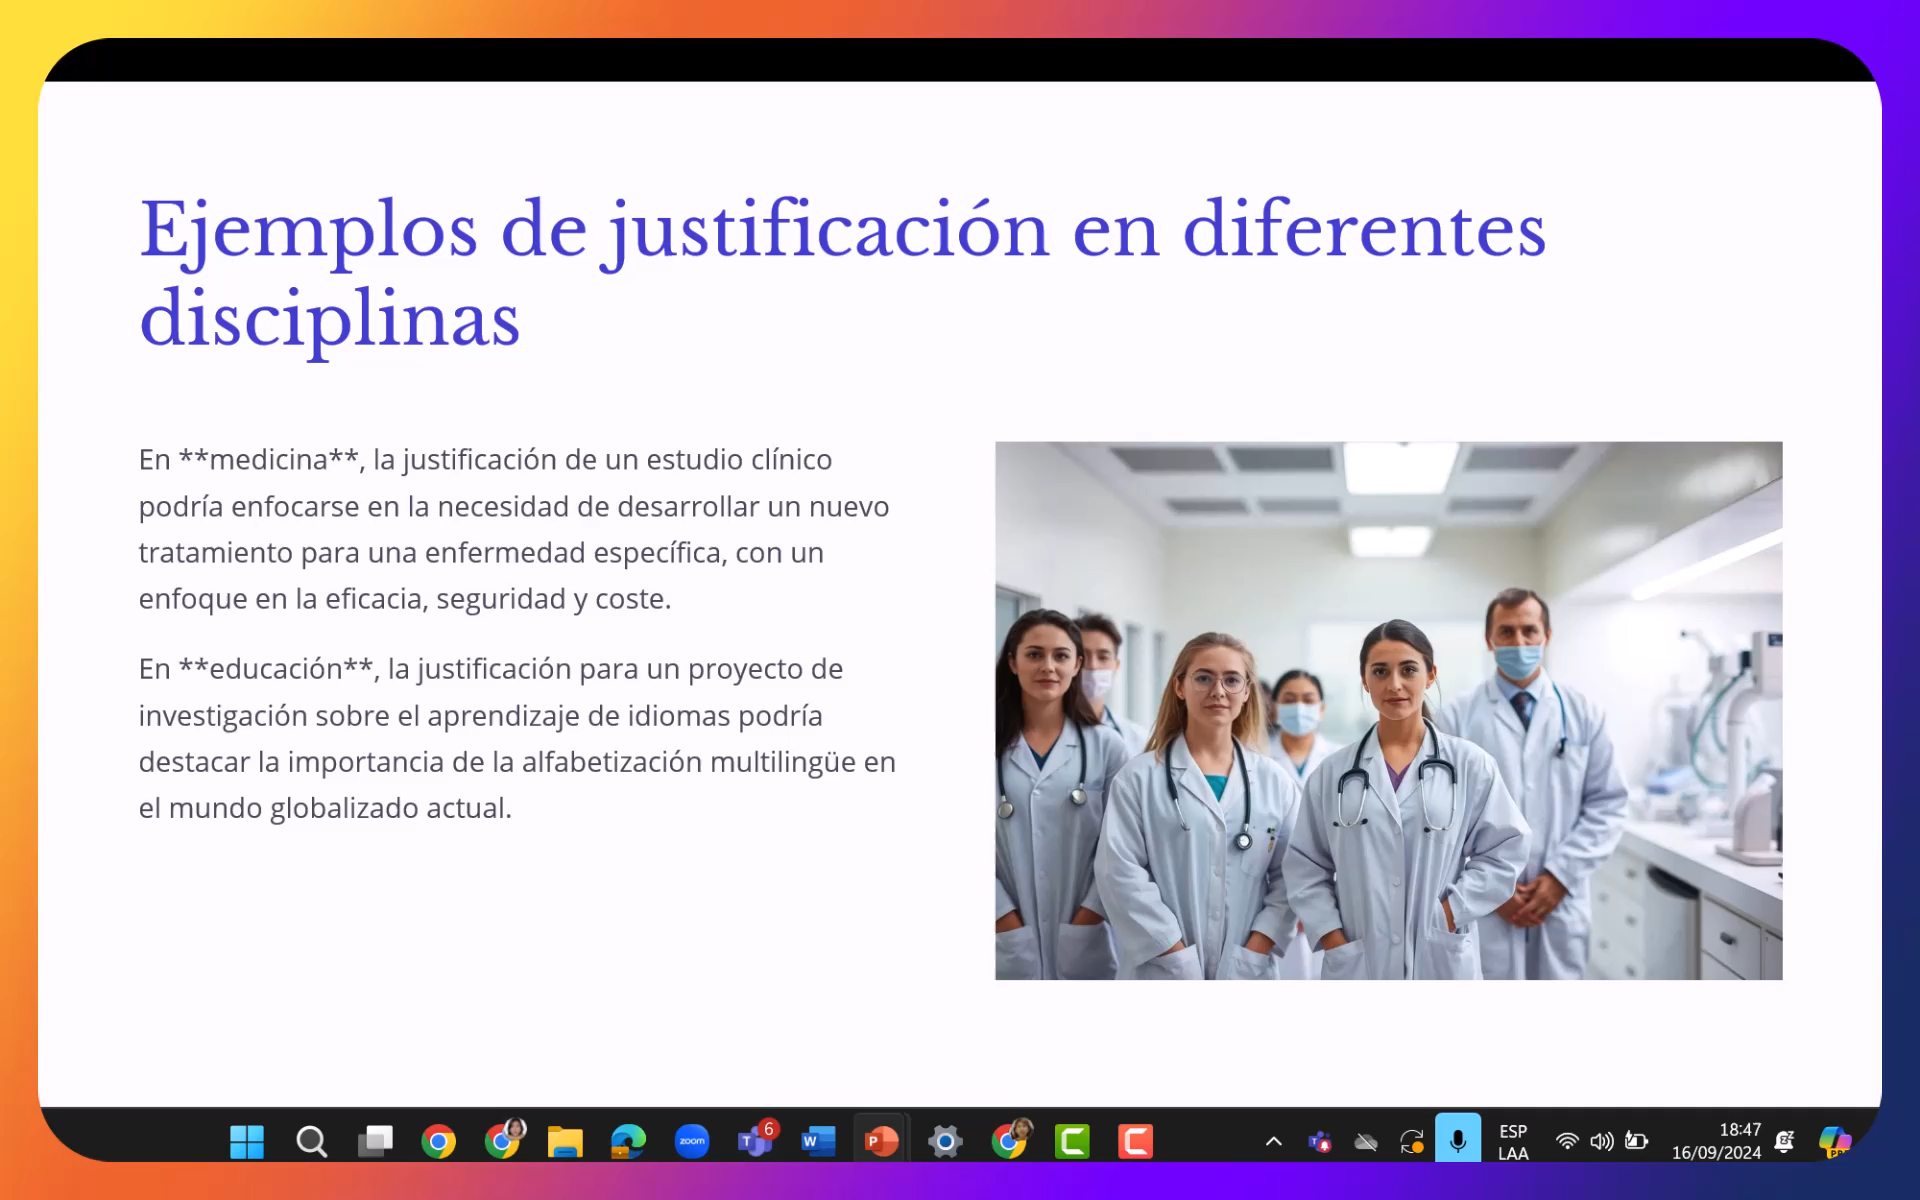 Ejemplos de justificación en diferentes
disciplinas
En **medicina**, la justificación de un estudio clínico
podría enfocarse en la necesidad de desarrollar un nuevo
tratamiento para una enfermedad específica, con un
enfoque en la eficacia, seguridad y coste.
En **educación**, la justificación para un proyecto de
investigación sobre el aprendizaje de idiomas podría
destacar la importancia de la alfabetización multilingüe en
el mundo globalizado actual.
zoom
T
6
W
P
ESP
LAA
18:47
16/09/2024